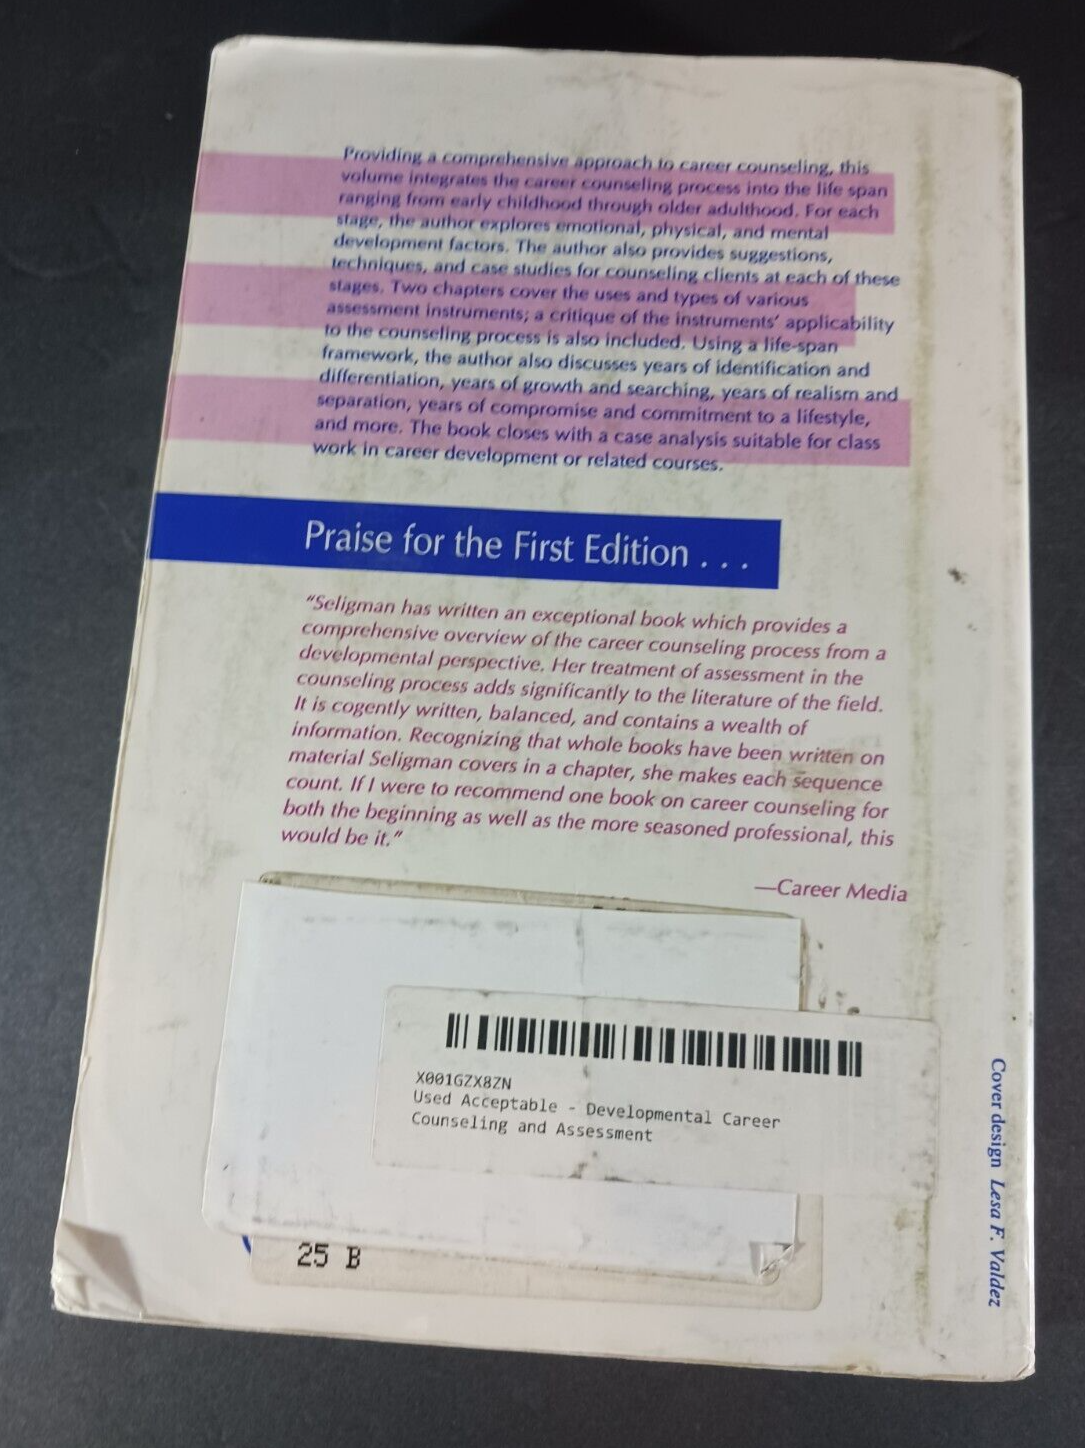 Providing a comprehensive approach to career counseling, this
volume integrates the career counseling process into the life span
ranging from early childhood through older adulthood. For each
stage, the author explores emotional, physical, and mental
development factors. The author also provides suggestions,
techniques, and case studies for counseling clients at each of these
stages. Two chapters cover the uses and types of various
assessment instruments; a critique of the instruments' applicability
to the counseling process is also included. Using a life-span
framework, the author also discusses years of identification and
differentiation, years of growth and searching, years of realism and
separation, years of compromise and commitment to a lifestyle,
and more. The book closes with a case analysis suitable for class
work in career development or related courses.
Praise for the First Edition . . .
"Seligman has written an exceptional book which provides a
comprehensive overview of the career counseling process from a
developmental perspective. Her treatment of assessment in the
counseling process adds significantly to the literature of the field.
It is cogently written, balanced, and contains a wealth of
information. Recognizing that whole books have been written on
material Seligman covers in a chapter, she makes each sequence
count. If I were to recommend one book on career counseling for
both the beginning as well as the more seasoned professional, this
would be it."
—Career Media
X001GZX8ZN
Used Acceptable - Developmental Career
Counseling and Assessment
25 B
Cover design Lesa F. Valdez